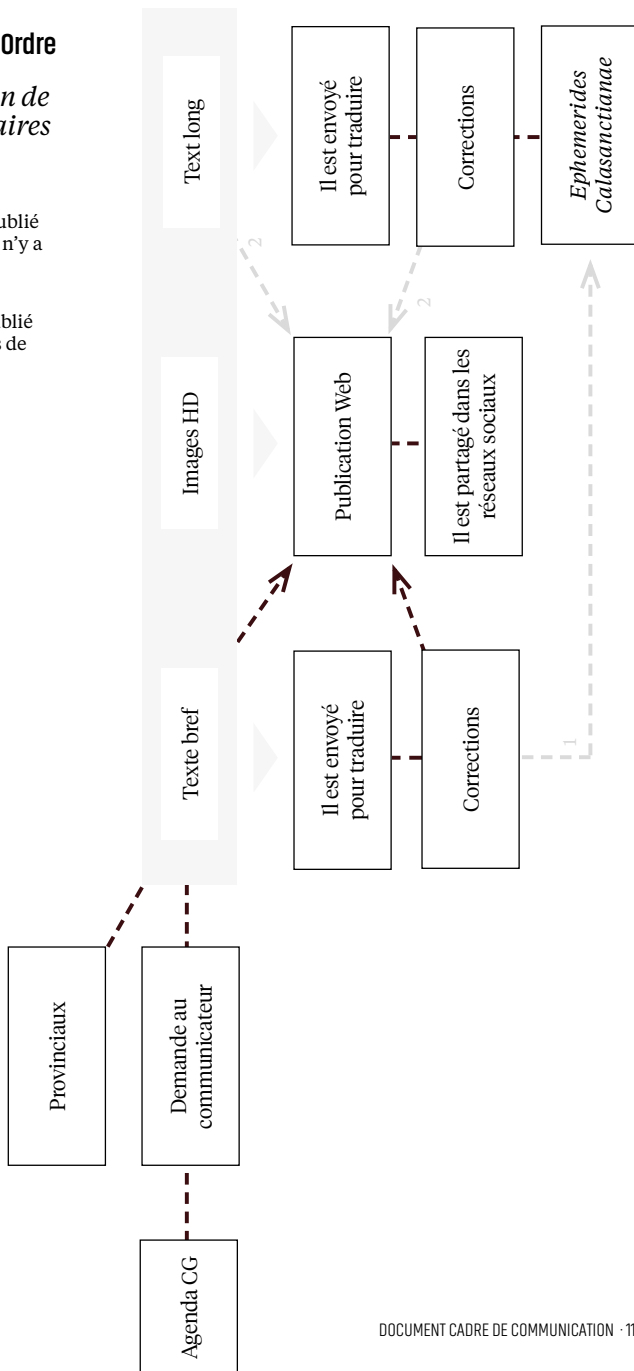 Ordre
n de
aires
ublié
n'y a
blié
s de
Text long
Il est envoyé
pour traduire
Corrections
Ephemerides
Calasanctianae
2
2
Images HD
Publication Web
Il est partagé dans les
réseaux sociaux
Texte bref
Il est envoyé
pour traduire
Corrections
1
Provinciaux
Demande au
communicateur
Agenda CG
DOCUMENT CADRE DE COMMUNICATION · 11